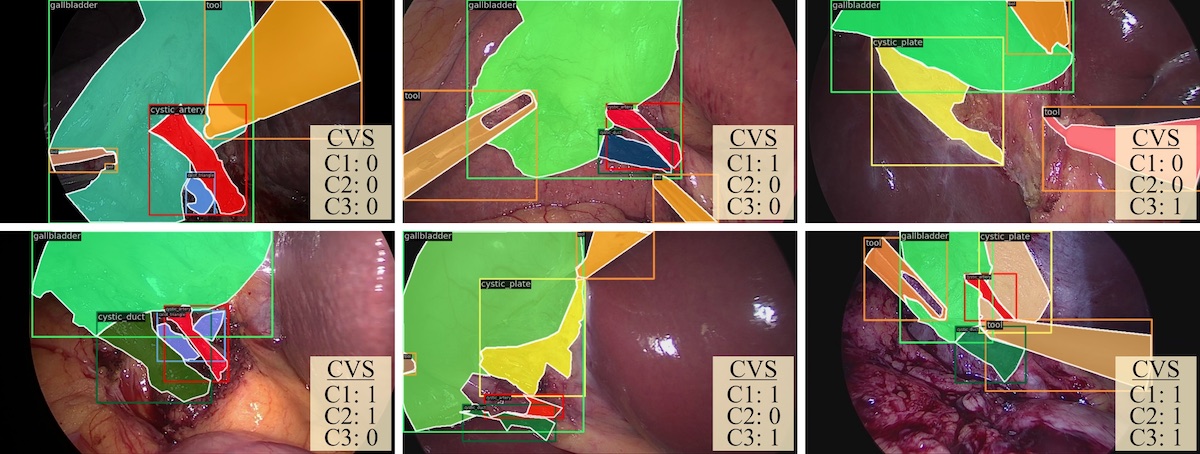 gallbladder
tool
cystic_artery
CVS
C1: 0
C2: 0
C3: 0
gallbladder
tool
CVS
C1: 1
C2: 0
C3: 0
gallbladder
cystic_plate
tool
CVS
C1: 0
C2: 0
C3: 1
gallbladder
cystic_duct
CVS
C1: 1
C2: 1
C3: 0
gallbladder
cystic_plate
CVS
C1: 1
C2: 0
C3: 1
tool
gallbladder
cystic_plate
cystic_artery
tool
CVS
C1: 1
C2: 1
C3: 1